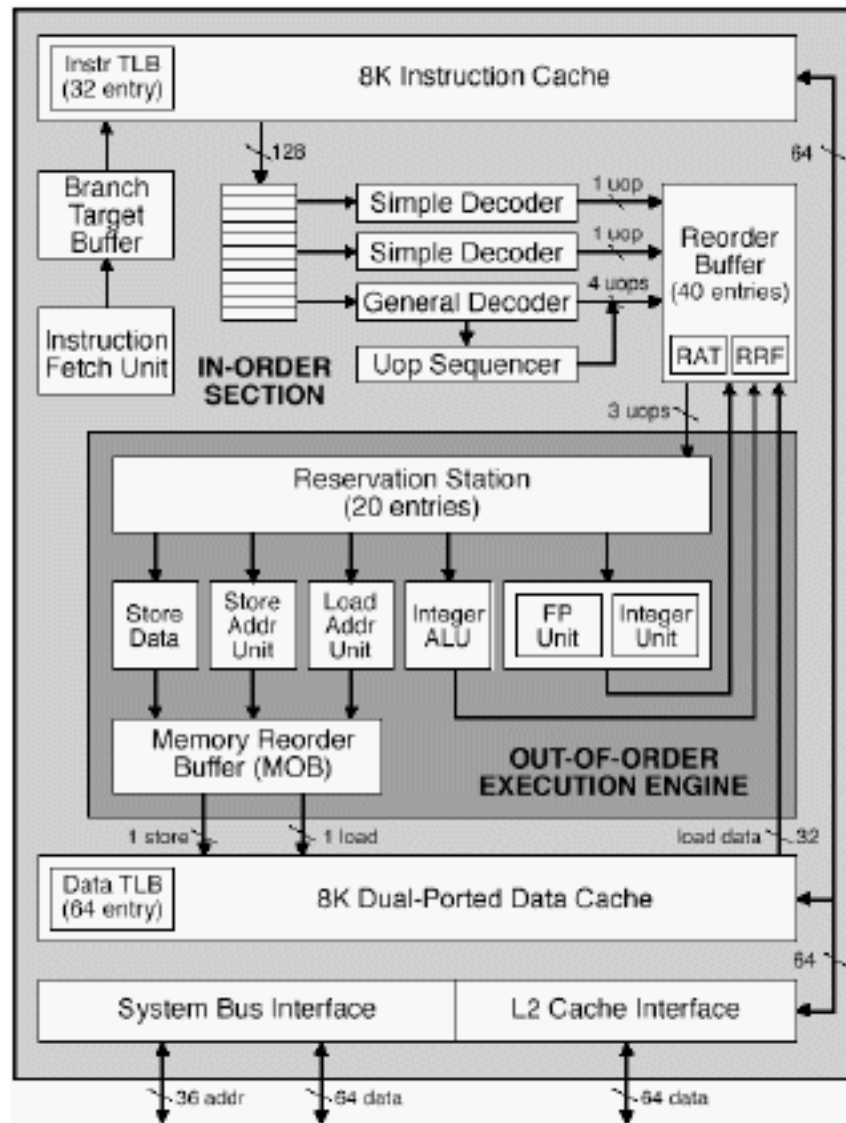 Instr TLB
(32 entry)
8K Instruction Cache
128
64
Branch
Target
Buffer
Simple Decoder
1 uop
Simple Decoder
1 uop
General Decoder
4 uops
Uop Sequencer
Reorder
Buffer
(40 entries)
RAT
RRF
Instruction
Fetch Unit
IN-ORDER
SECTION
3 uops
Reservation Station
(20 entries)
Store
Data
Store
Addr
Unit
Load
Addr
Unit
Integer
ALU
FP
Unit
Integer
Unit
Memory Reorder
Buffer (MOB)
OUT-OF-ORDER
EXECUTION ENGINE
1 store
1 load
load data
32
Data TLB
(64 entry)
8K Dual-Ported Data Cache
64
System Bus Interface
L2 Cache Interface
36 addr
64 data
64 data